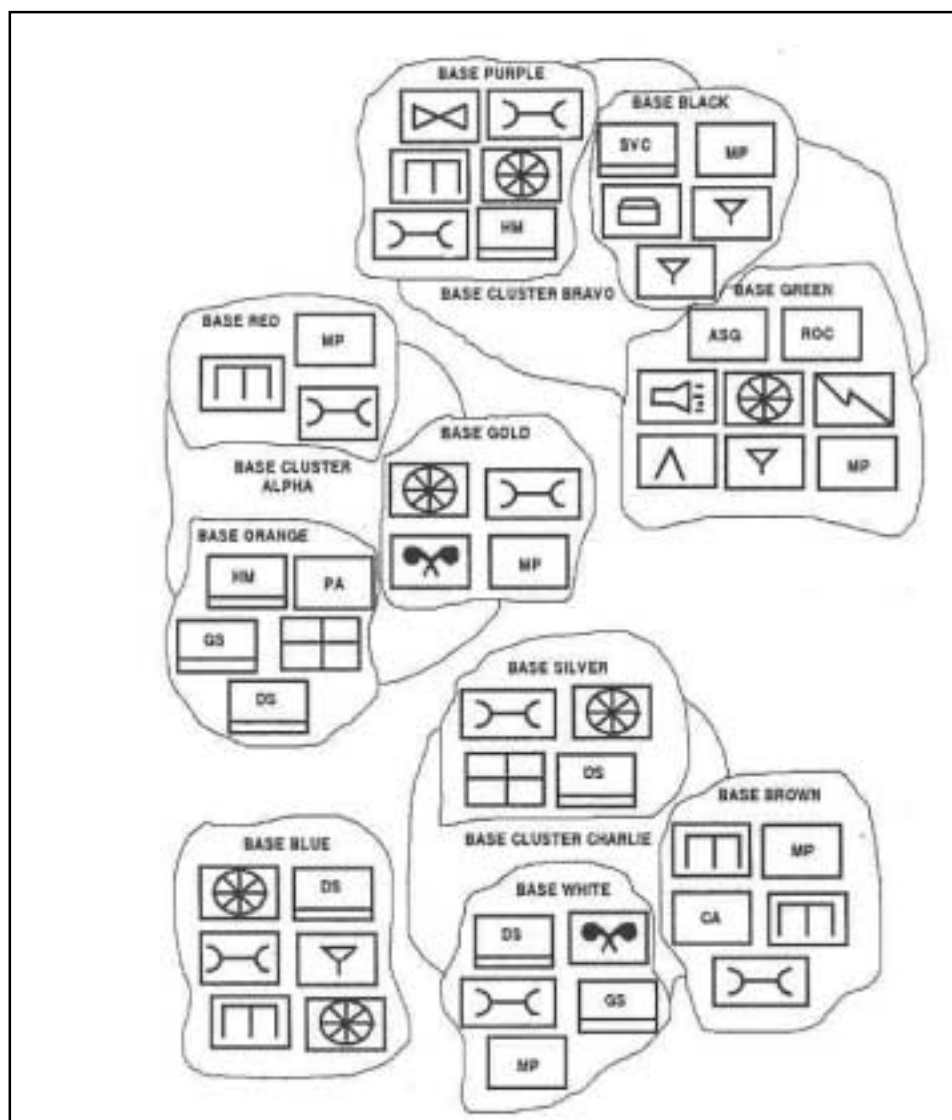 BASE PURPLE
HM
BASE BLACK
SVC
MP
BASE CLUSTER BRAVO
BASE GREEN
ASG
ROC
MP
BASE RED
MP
BASE GOLD
MP
BASE CLUSTER
ALPHA
BASE ORANGE
HM
PA
GS
DS
BASE SILVER
DS
BASE CLUSTER CHARLIE
BASE BROWN
MP
CA
BASE BLUE
DS
BASE WHITE
DS
GS
MP